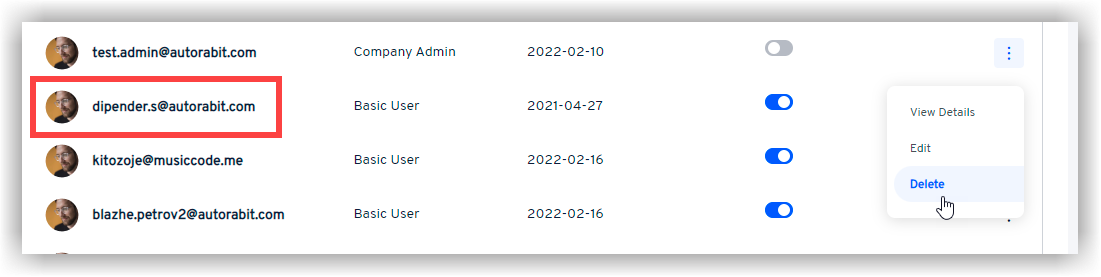 test.admin@autorabit.com Company Admin 2022-02-10
dipender.s@autorabit.com Basic User 2021-04-27
View Details
kitozoje@musiccode.me Basic User 2022-02-16
Edit
Delete
blazhe.petrov2@autorabit.com Basic User 2022-02-16